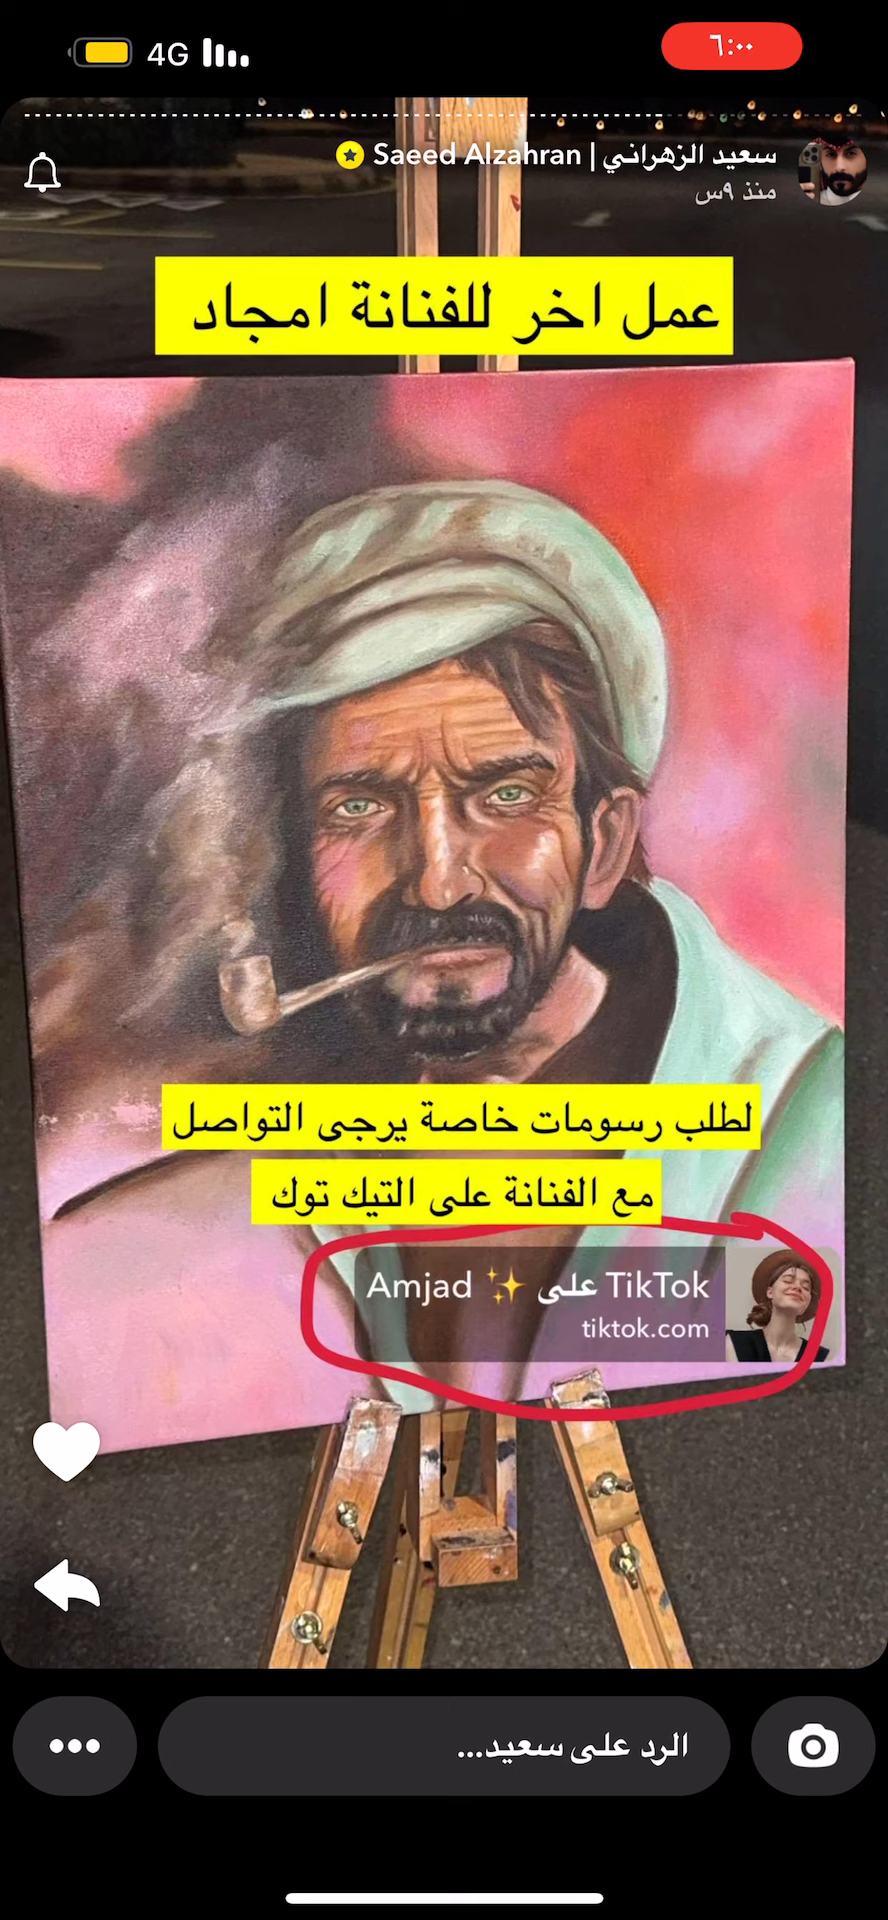 4G
٦:٠٠
سعيد الزهراني | Saeed Alzahran
منذ ٩س
عمل اخر للفنانة امجاد
لطلب رسومات خاصة يرجى التواصل
مع الفنانة على التيك توك
TikTok على ✨ Amjad
tiktok.com
الرد على سعيد...